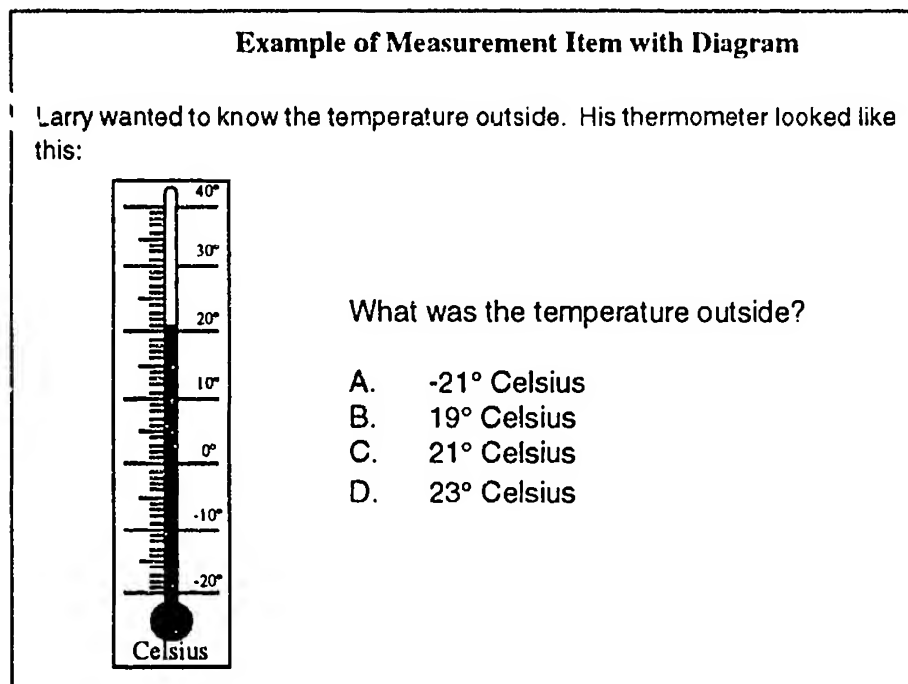 Example of Measurement Item with Diagram
Larry wanted to know the temperature outside. His thermometer looked like
this:
40°
30°
20°
10°
0°
-10°
-20°
Celsius
What was the temperature outside?
A. -21° Celsius
B. 19° Celsius
C. 21° Celsius
D. 23° Celsius